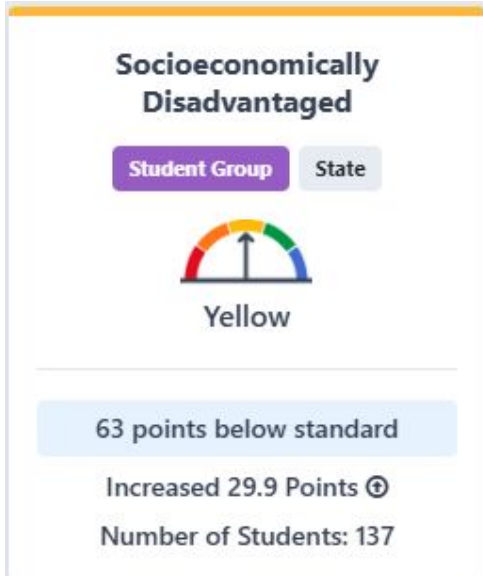 Socioeconomically
Disadvantaged
Student Group State
Yellow
63 points below standard
Increased 29.9 Points
Number of Students: 137